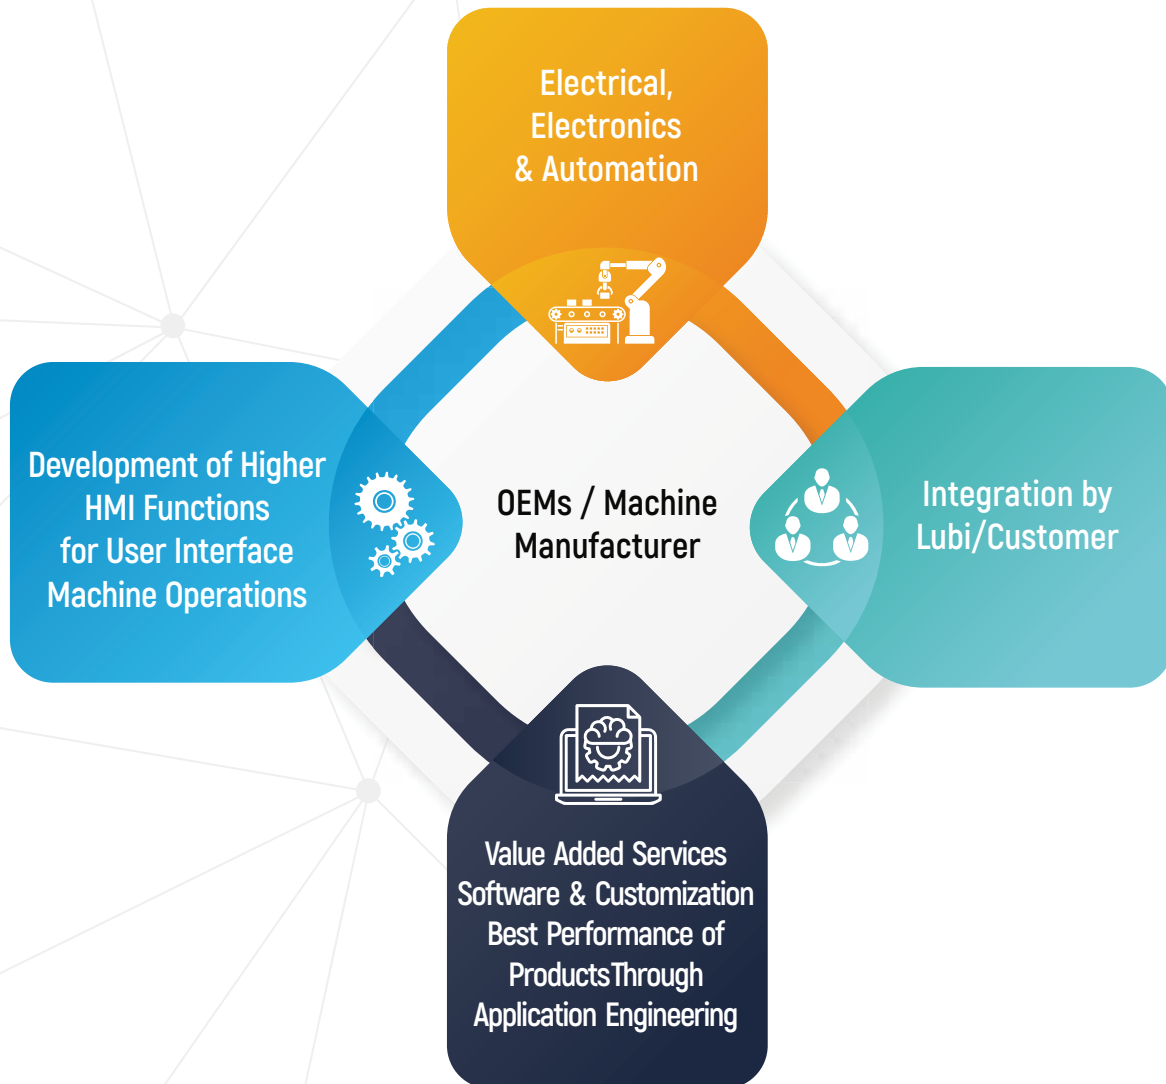 Electrical,
Electronics
& Automation
Development of Higher
HMI Functions
for User Interface
Machine Operations
OEMs / Machine
Manufacturer
Integration by
Lubi/Customer
Value Added Services
Software & Customization
Best Performance of
ProductsThrough
Application Engineering